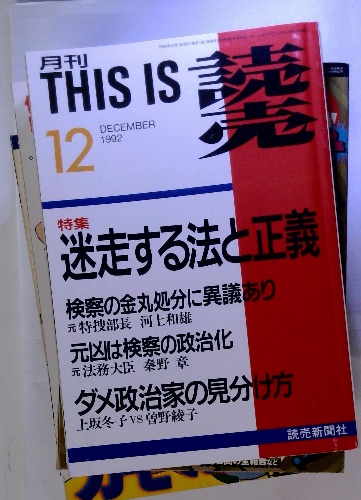 月刊
THIS IS 読売
12
DECEMBER
1992
特集
迷走する法と正義
検察の金丸処分に異議あり
元特捜部長 河上和雄
元凶は検察の政治化
元法務大臣 秦野 章
ダメ政治家の見分け方
上坂冬子VS曽野綾子
読売新聞社